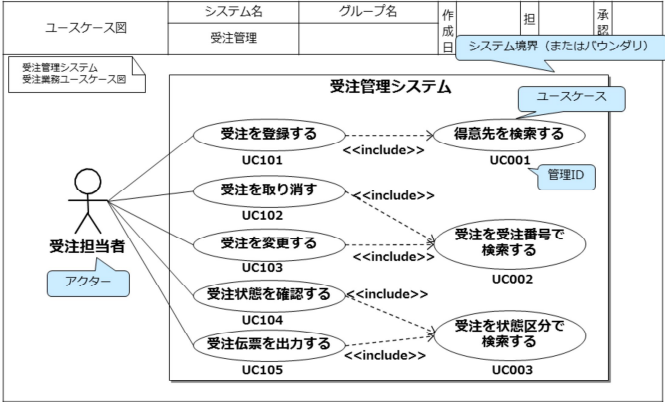 ユースケース図
システム名
グループ名
作成日
担
承認
受注管理
システム境界（またはバウンダリ）
受注管理システム
受注業務ユースケース図
受注管理システム
ユースケース
受注を登録する
<<include>>
得意先を検索する
UC101
UC001
管理ID
受注を取り消す
<<include>>
UC102
受注を受注番号で
検索する
受注を変更する
<<include>>
UC103
UC002
受注担当者
アクター
受注状態を確認する
<<include>>
UC104
受注を状態区分で
検索する
受注伝票を出力する
<<include>>
UC105
UC003